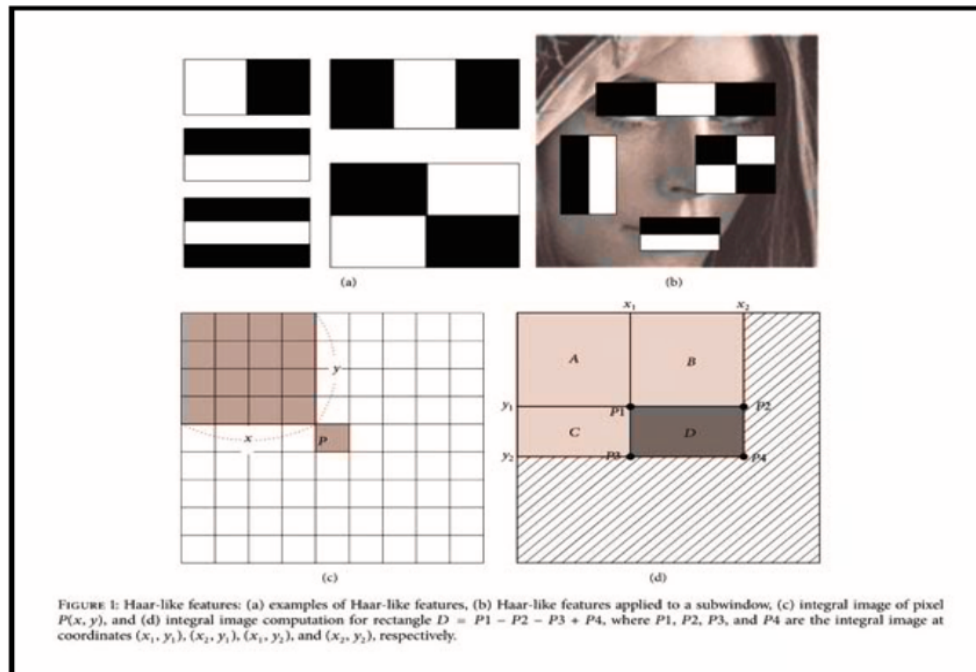 (a)
(b)
x
y
P
(c)
x₁ x₂
A B
y₁ P1 P2
C D
y₂ P3 P4
(d)
FIGURE 1: Haar-like features: (a) examples of Haar-like features, (b) Haar-like features applied to a subwindow, (c) integral image of pixel
P(x, y), and (d) integral image computation for rectangle D = P1 − P2 − P3 + P4, where P1, P2, P3, and P4 are the integral image at
coordinates (x₁, y₁), (x₂, y₁), (x₁, y₂), and (x₂, y₂), respectively.